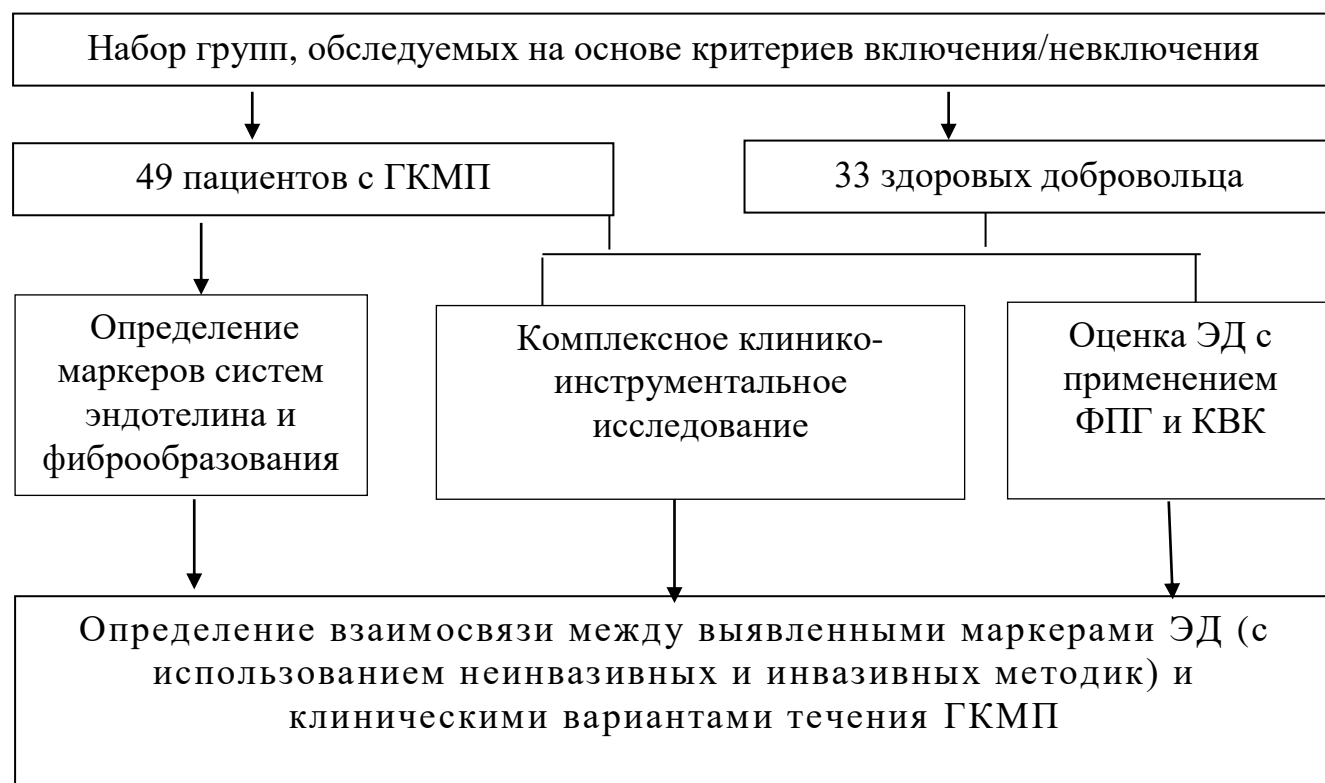 Набор групп, обследуемых на основе критериев включения/невключения
49 пациентов с ГКМП
33 здоровых добровольца
Определение
маркеров систем
эндотелина и
фиброобразования
Комплексное клинико-
инструментальное
исследование
Оценка ЭД с
применением
ФПГ и КВК
Определение взаимосвязи между выявленными маркерами ЭД (с
использованием неинвазивных и инвазивных методик) и
клиническими вариантами течения ГКМП